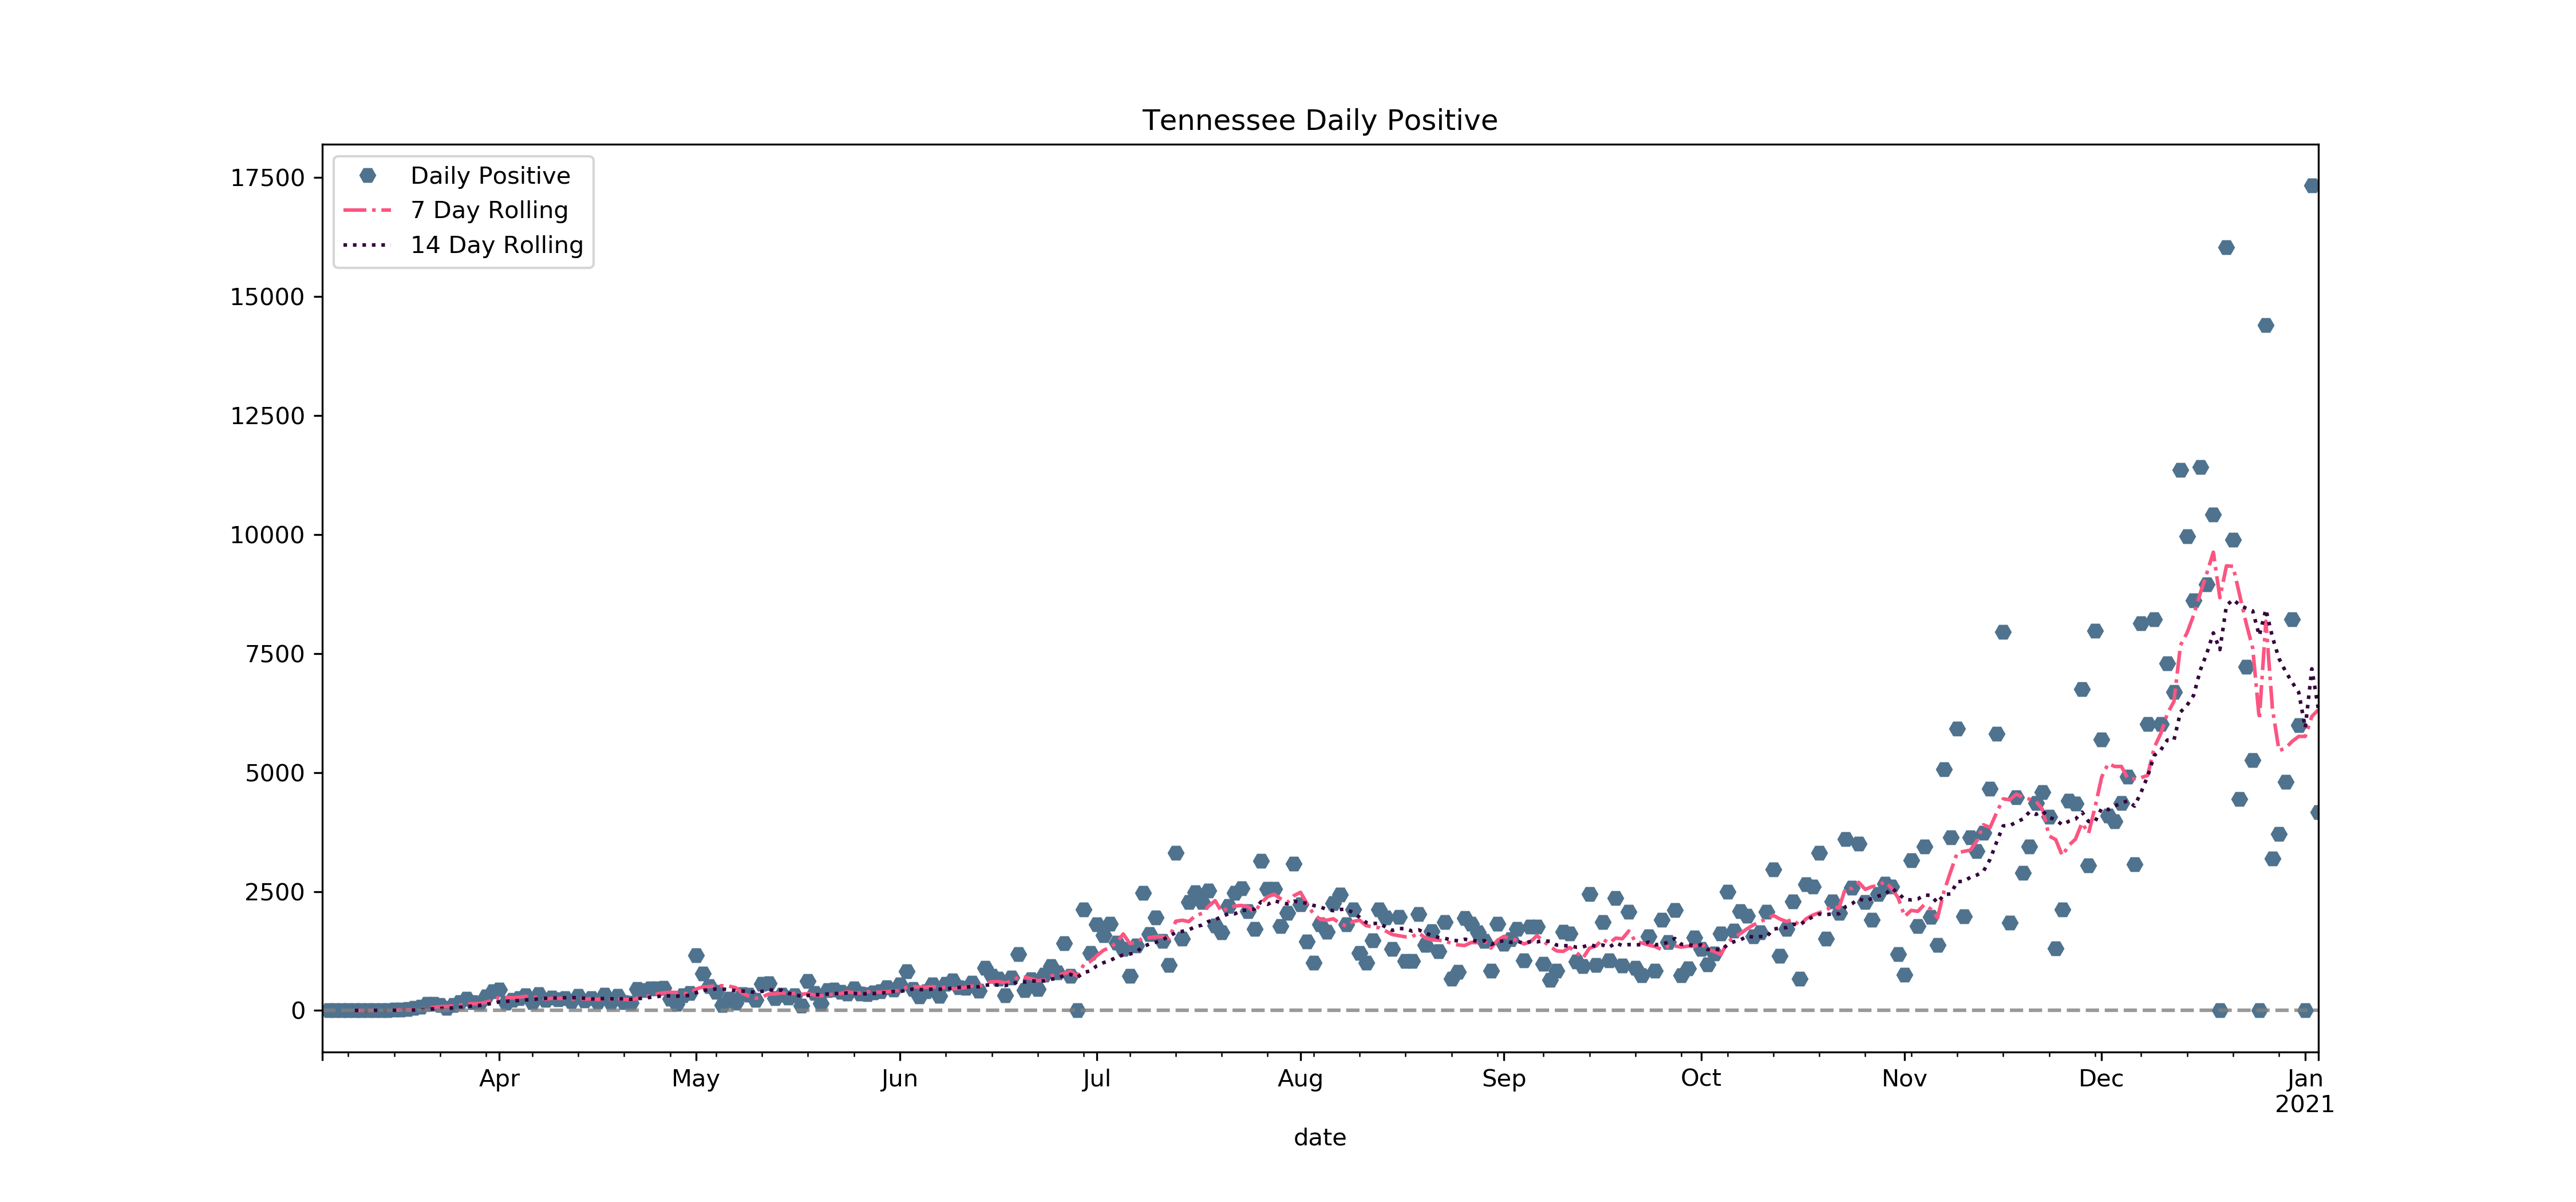 Tennessee Daily Positive
Daily Positive
7 Day Rolling
14 Day Rolling
17500
15000
12500
10000
7500
5000
2500
0
Apr May Jun Jul Aug Sep Oct Nov Dec Jan
2021
date